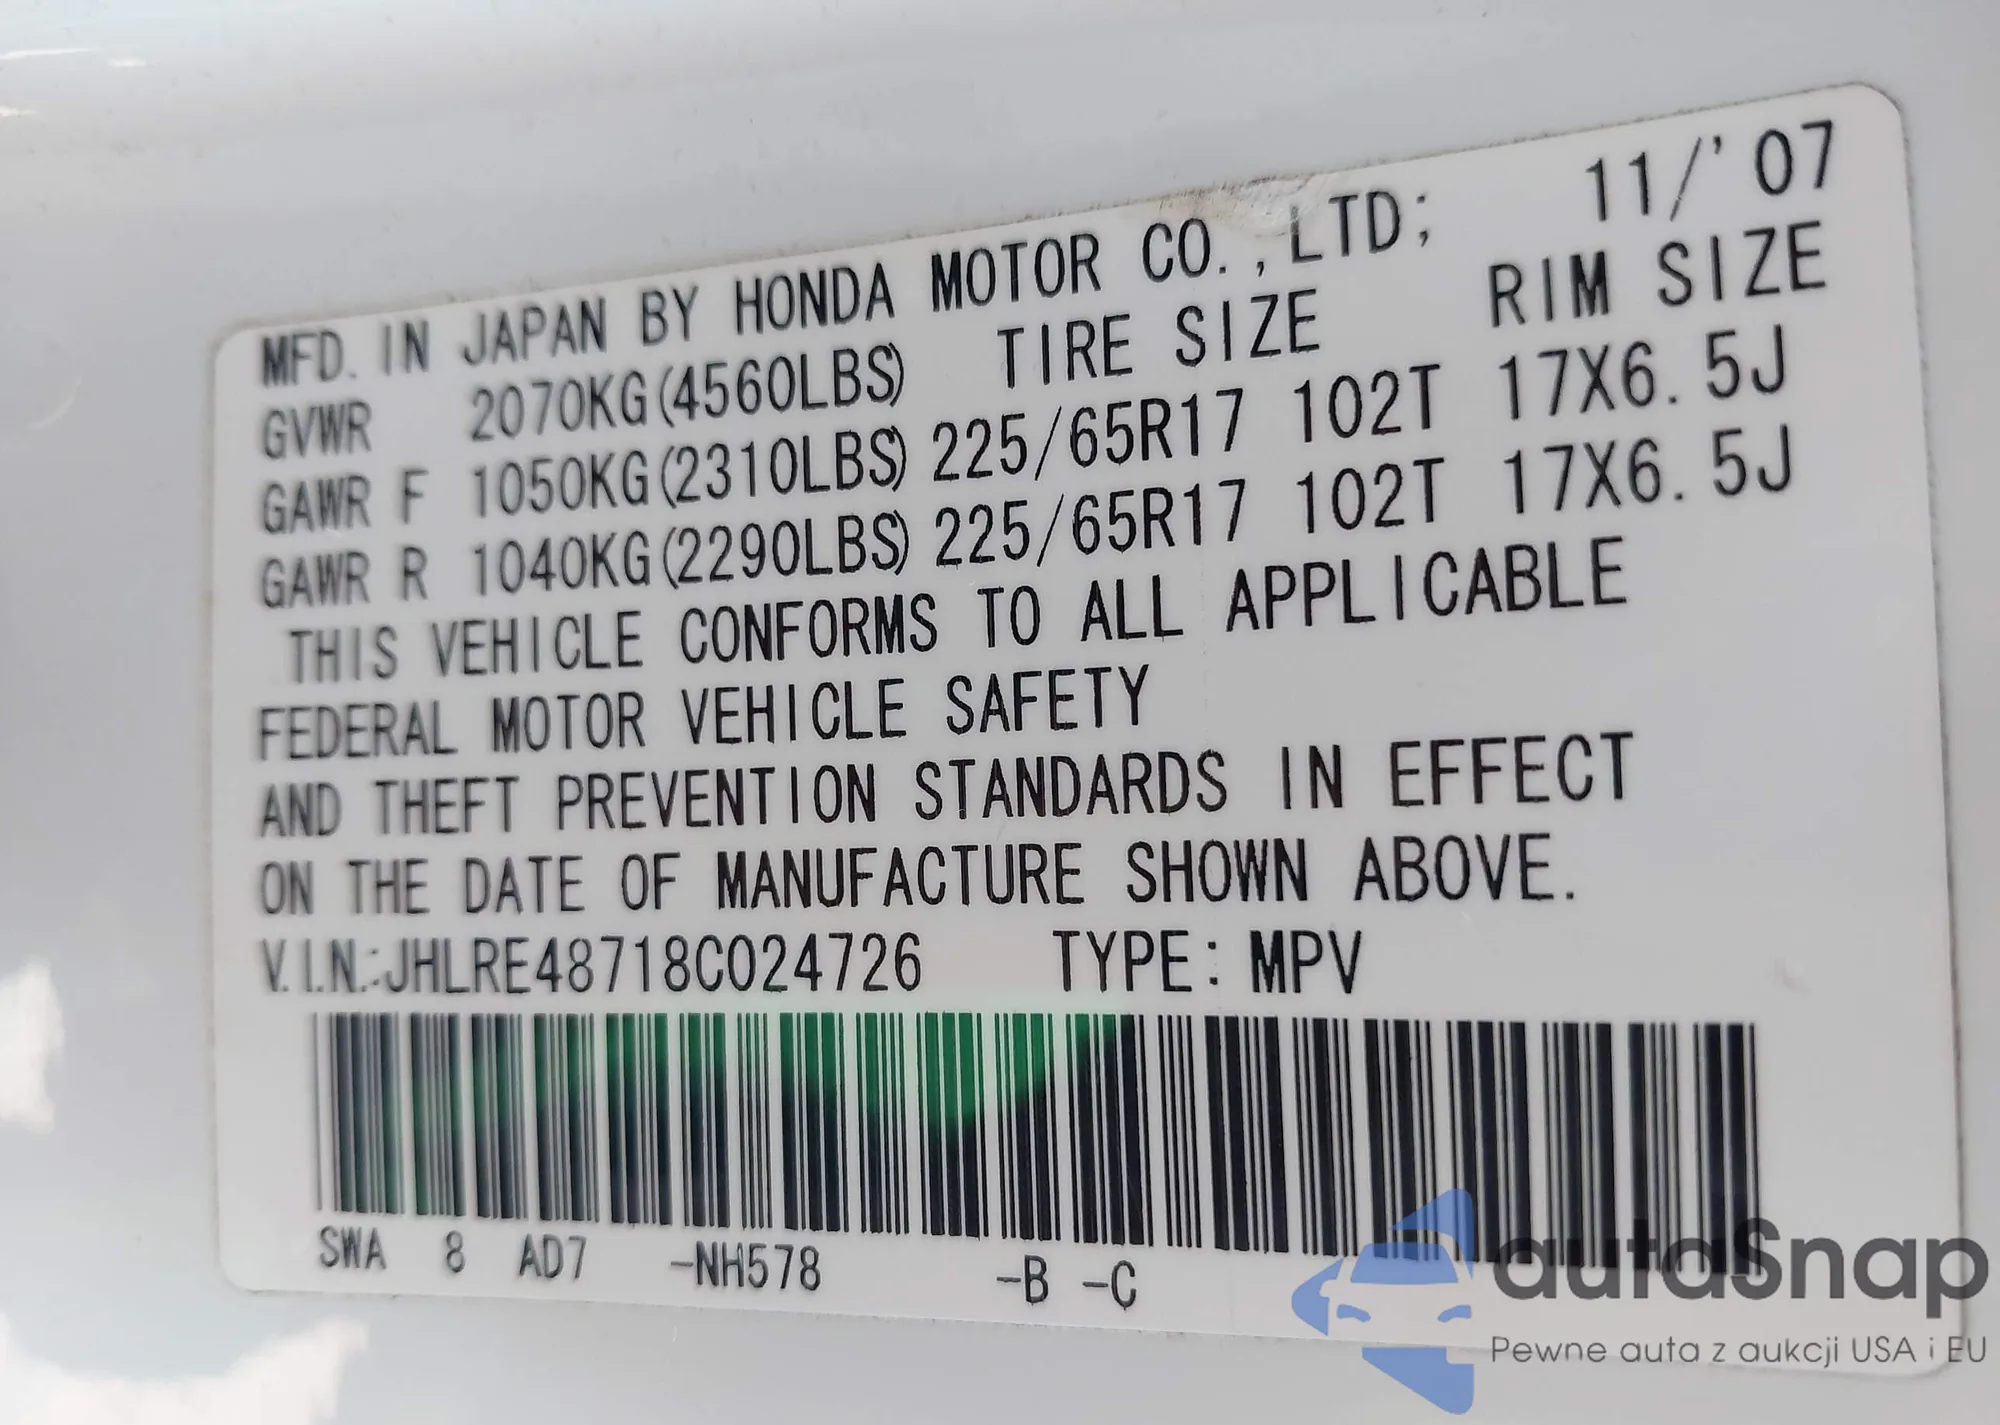 MFD. IN JAPAN BY HONDA MOTOR CO.,LTD; 11/'07
GVWR 2070KG(4560LBS) TIRE SIZE RIM SIZE
GAWR F 1050KG(2310LBS) 225/65R17 102T 17X6.5J
GAWR R 1040KG(2290LBS) 225/65R17 102T 17X6.5J
THIS VEHICLE CONFORMS TO ALL APPLICABLE
FEDERAL MOTOR VEHICLE SAFETY
AND THEFT PREVENTION STANDARDS IN EFFECT
ON THE DATE OF MANUFACTURE SHOWN ABOVE.
V.I.N.:JHLRE48718C024726 TYPE: MPV
SWA 8 AD7 -NH578 -B -C
autaSnap
Pewne auta z aukcji USA i EU